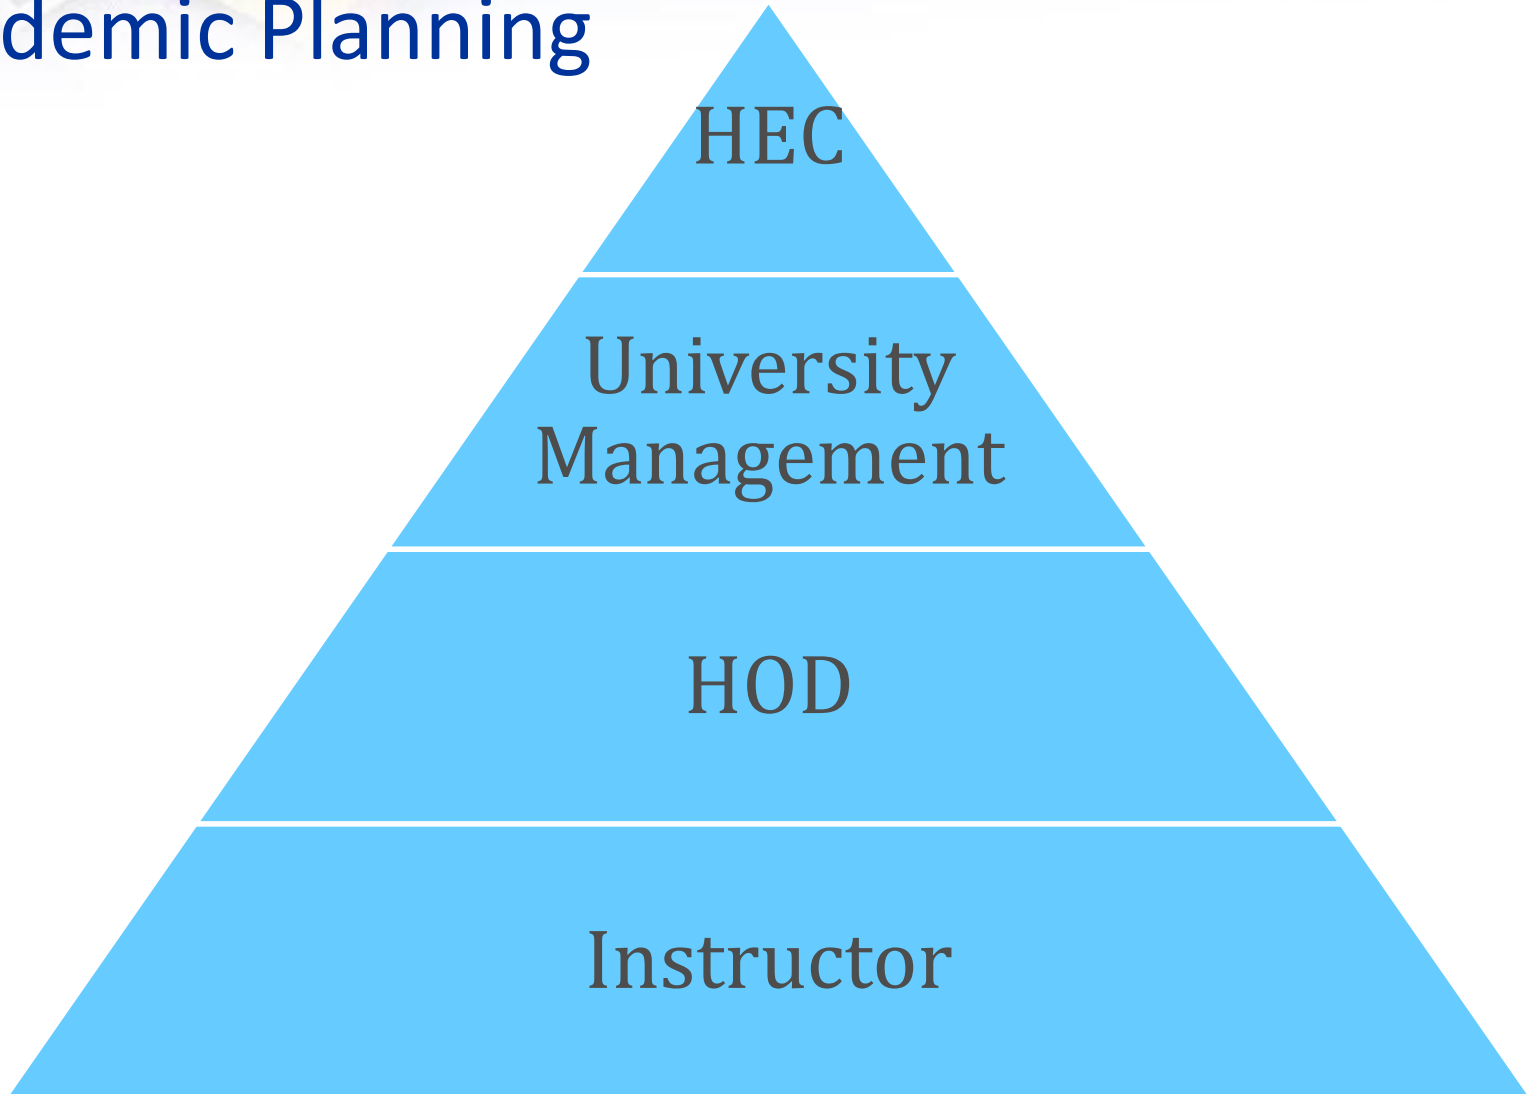 demic Planning
HEC
University
Management
HOD
Instructor